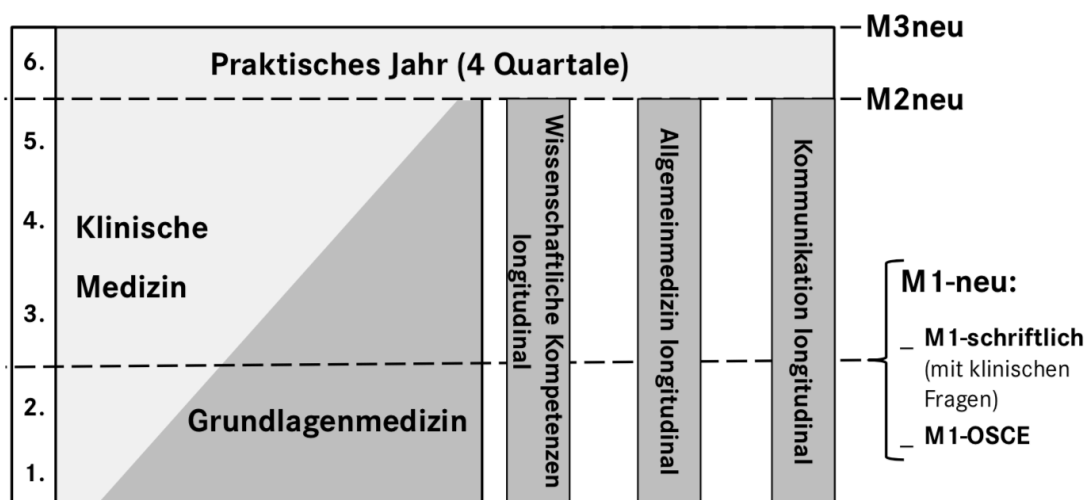 M3neu
6.
Praktisches Jahr (4 Quartale)
M2neu
5.
4.
3.
2.
1.
Klinische
Medizin
Grundlagenmedizin
Wissenschaftliche Kompetenzen
longitudinal
Allgemeinmedizin longitudinal
Kommunikation longitudinal
M1-neu:
_ M1-schriftlich
(mit klinischen
Fragen)
_ M1-OSCE